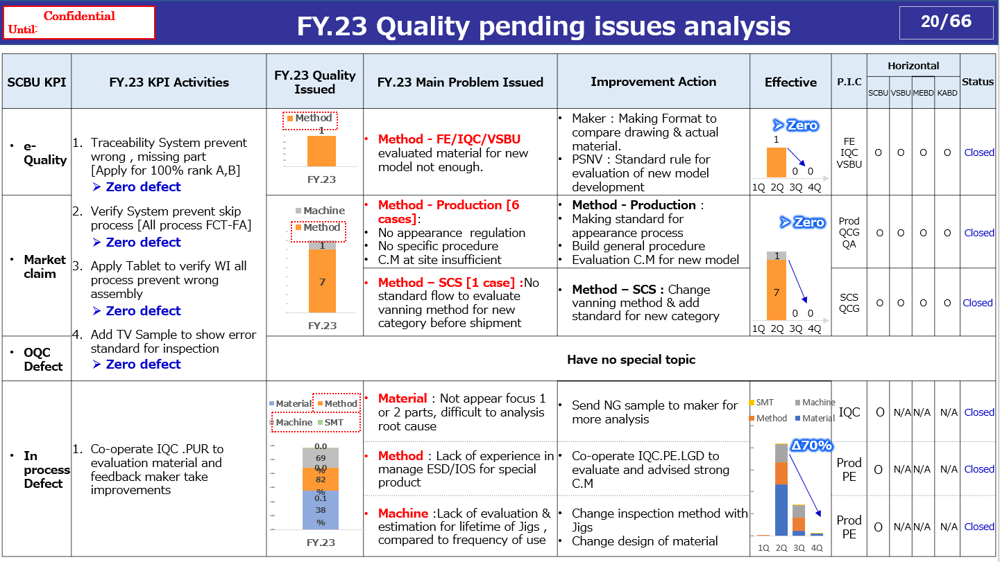 Confidential
Until:
FY.23 Quality pending issues analysis
20/66
SCBU KPI
FY.23 KPI Activities
FY.23 Quality
Issued
FY.23 Main Problem Issued
Improvement Action
Effective
P.I.C
Horizontal
SCBU VSBU MEBD KABD
Status
• e-
Quality
1. Traceability System prevent
wrong , missing part
[Apply for 100% rank A,B]
➢ Zero defect
Method
1
FY.23
• Method - FE/IQC/VSBU
evaluated material for new
model not enough.
• Maker : Making Format to
compare drawing & actual
material.
• PSNV : Standard rule for
evaluation of new model
development
➢ Zero
1
0 0
1Q 2Q 3Q 4Q
FE
IQC
VSBU
O O O O
Closed
• Market
claim
2. Verify System prevent skip
process [All process FCT-FA]
➢ Zero defect
3. Apply Tablet to verify WI all
process prevent wrong
assembly
➢ Zero defect
4. Add TV Sample to show error
standard for inspection
➢ Zero defect
Machine
Method
1
7
FY.23
• Method - Production [6
cases]:
• No appearance regulation
• No specific procedure
• C.M at site insufficient
• Method - Production :
• Making standard for
appearance process
• Build general procedure
• Evaluation C.M for new model
➢ Zero
1
7
0 0
1Q 2Q 3Q 4Q
Prod
QCG
QA
O O O O
Closed
• Method – SCS [1 case] :No
standard flow to evaluate
vanning method for new
category before shipment
• Method – SCS : Change
vanning method & add
standard for new category
SCS
QCG
O O O O
Closed
• OQC
Defect
Have no special topic
• In
process
Defect
1. Co-operate IQC .PUR to
evaluation material and
feedback maker take
improvements
Material Method
Machine SMT
0.0
69
%
0.0
82
%
0.1
38
%
FY.23
• Material : Not appear focus 1
or 2 parts, difficult to analysis
root cause
• Send NG sample to maker for
more analysis
SMT Machine
Method Material
Δ70%
1Q 2Q 3Q 4Q
IQC
O N/A N/A N/A
Closed
• Method : Lack of experience in
manage ESD/IOS for special
product
• Co-operate IQC.PE.LGD to
evaluate and advised strong
C.M
Prod
PE
O N/A N/A N/A
Closed
• Machine :Lack of evaluation &
estimation for lifetime of Jigs ,
compared to frequency of use
• Change inspection method with
Jigs
• Change design of material
Prod
PE
O N/A N/A N/A
Closed